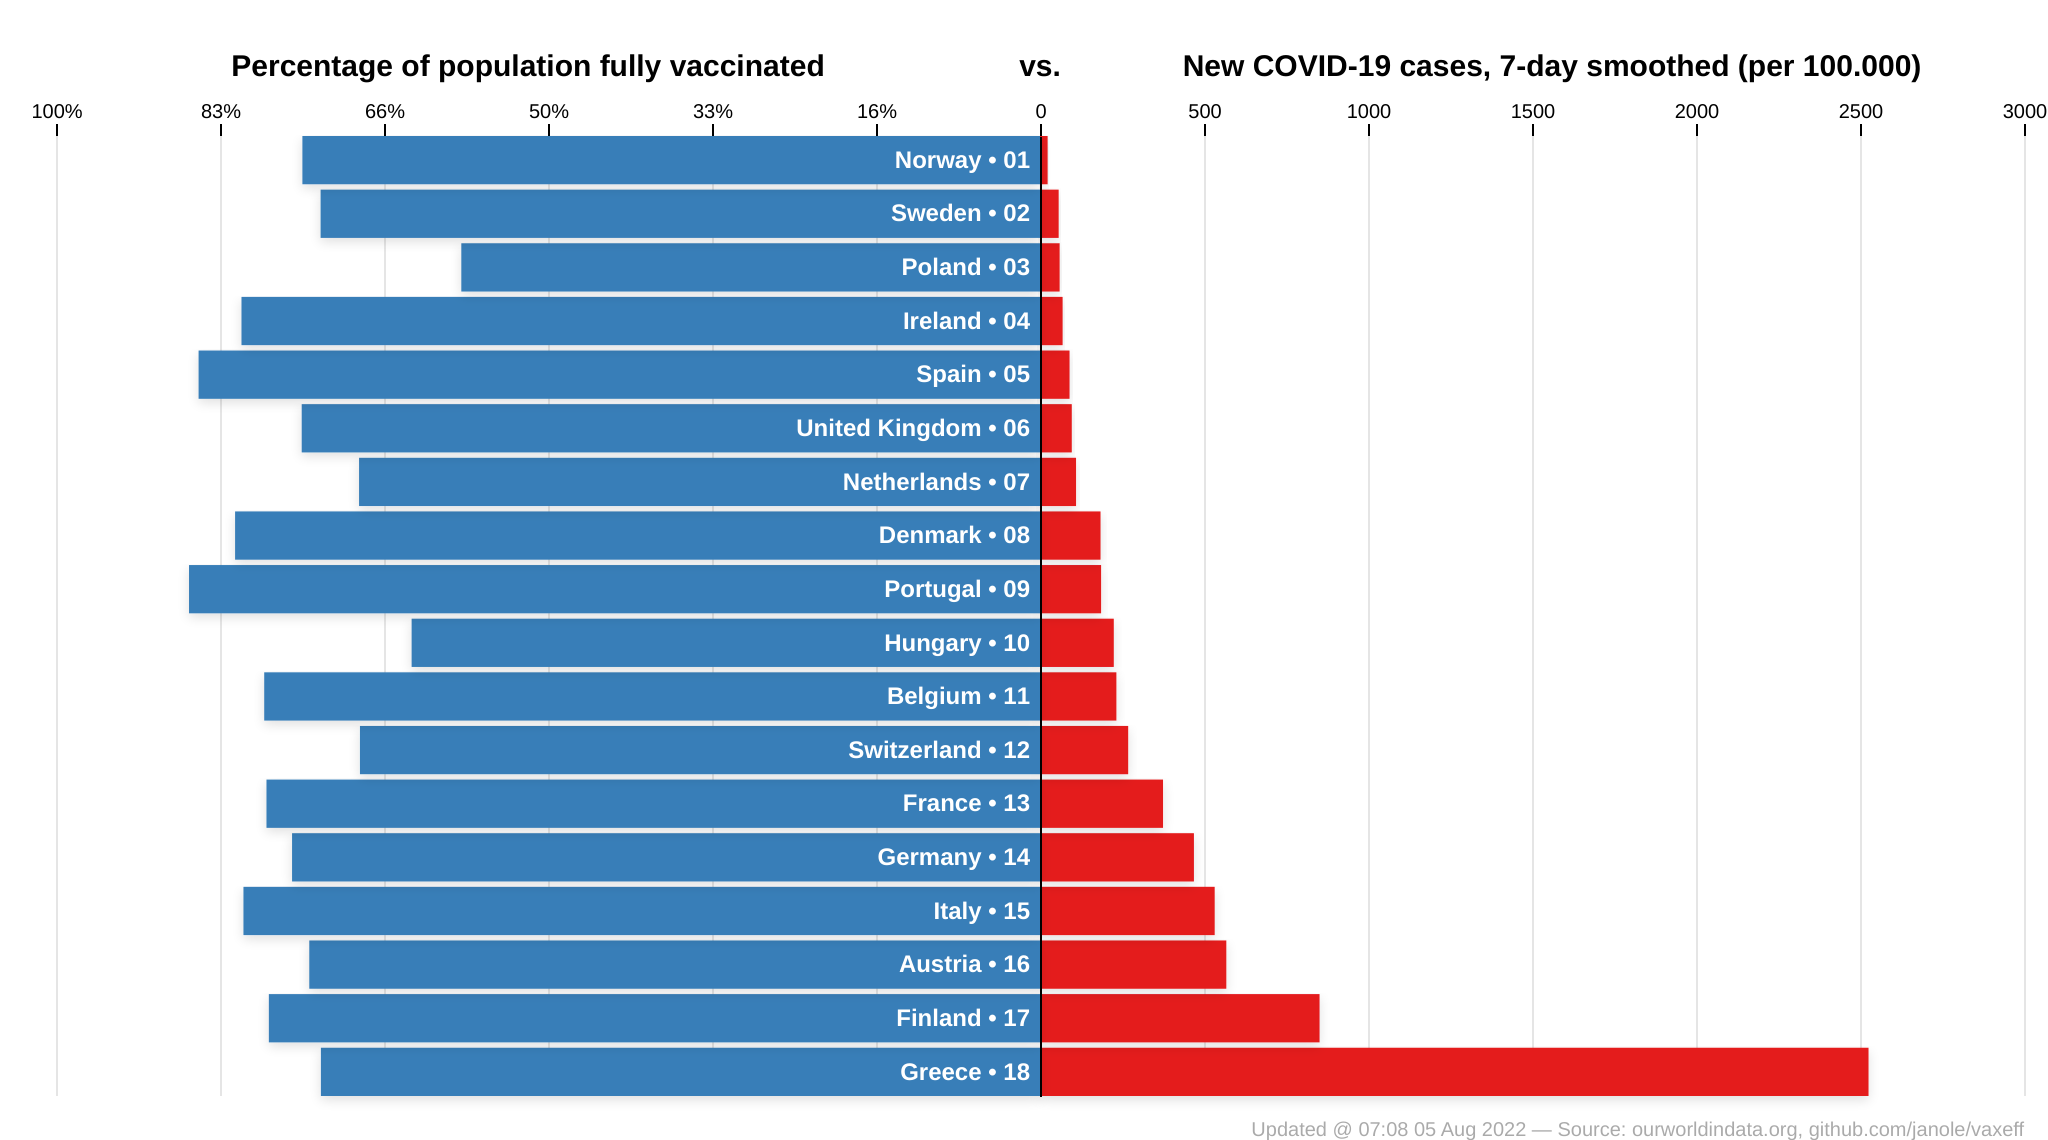 Percentage of population fully vaccinated vs. New COVID-19 cases, 7-day smoothed (per 100.000)
100% 83% 66% 50% 33% 16% 0 500 1000 1500 2000 2500 3000
Norway • 01
Sweden • 02
Poland • 03
Ireland • 04
Spain • 05
United Kingdom • 06
Netherlands • 07
Denmark • 08
Portugal • 09
Hungary • 10
Belgium • 11
Switzerland • 12
France • 13
Germany • 14
Italy • 15
Austria • 16
Finland • 17
Greece • 18
Updated @ 07:08 05 Aug 2022 — Source: ourworldindata.org, github.com/janole/vaxeff